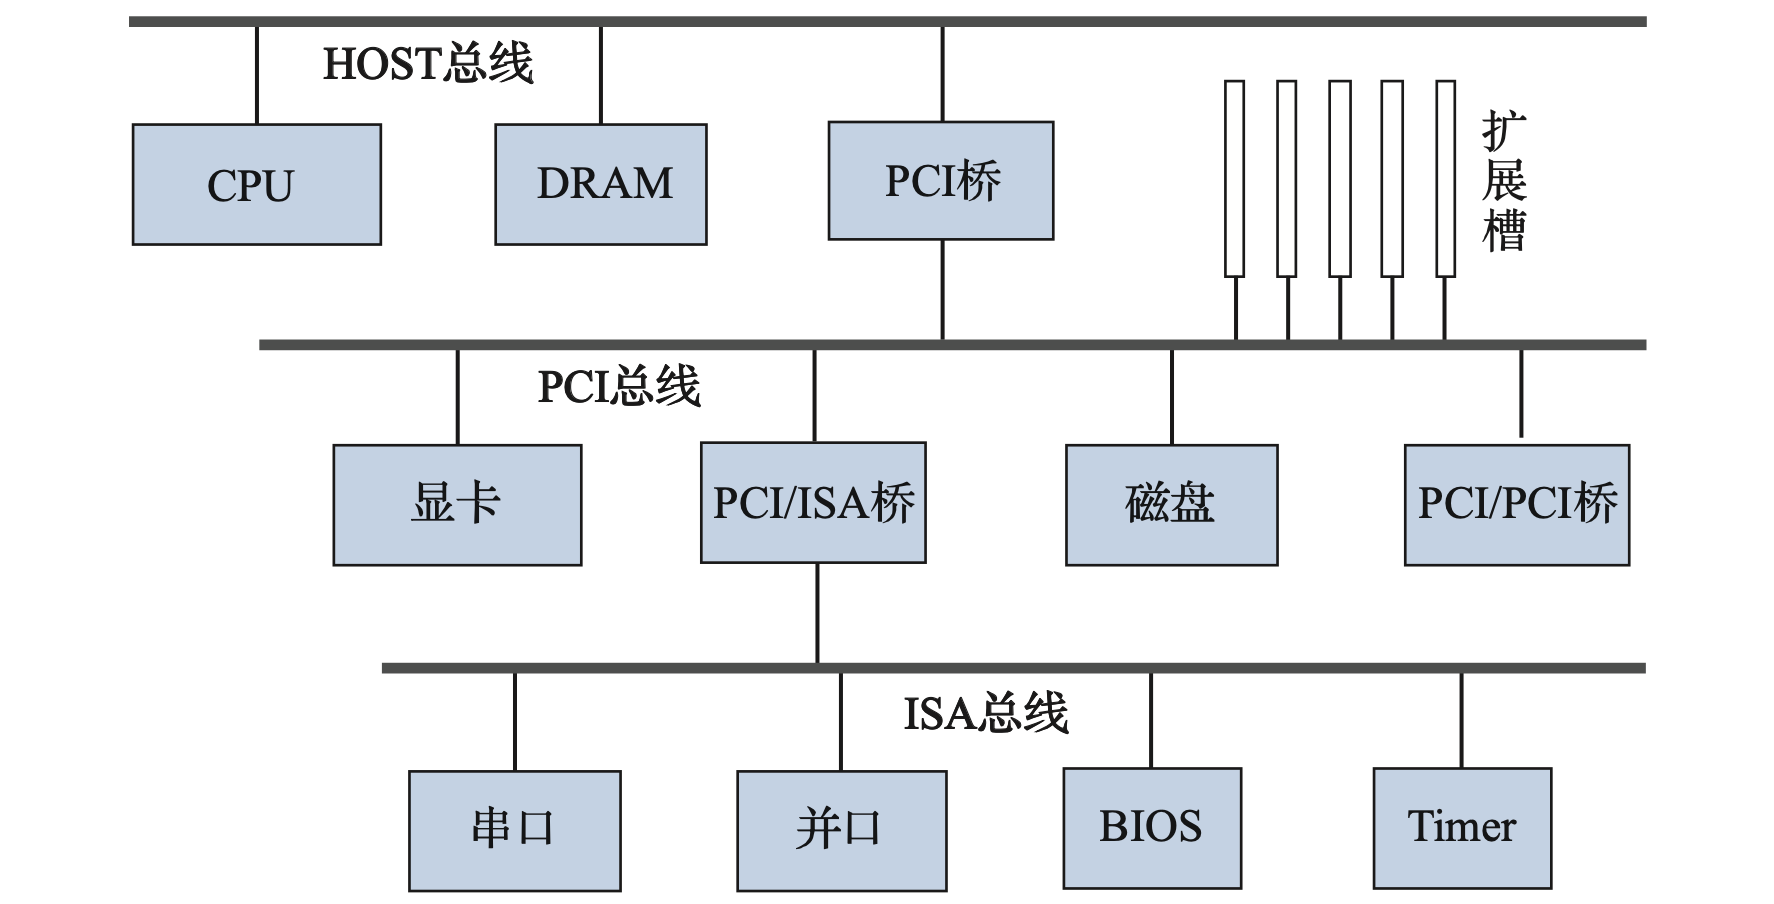 HOST总线
CPU
DRAM
PCI桥
扩展槽
PCI总线
显卡
PCI/ISA桥
磁盘
PCI/PCI桥
ISA总线
串口
并口
BIOS
Timer